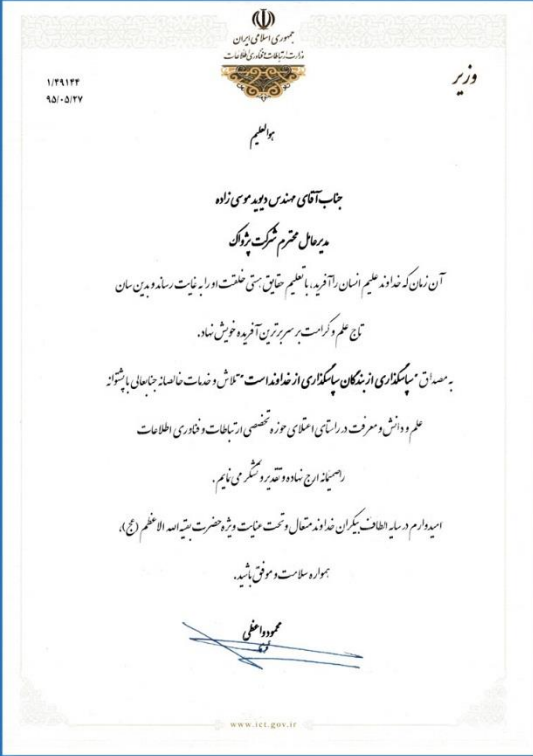 جمهوری اسلامی ایران
وزارت ارتباطات و فناوری اطلاعات
وزیر
۱/۴۹۱۴۴
۹۵/۰۵/۲۷
هوالعلیم
جناب آقای مهندس دیوید موسی زاده
مدیرعامل محترم شرکت پژواک
آن زمان که خداوند علیم انسان را آفرید، با تعلیم حقایق هستی خلقت او را به غایت رساند و بدین سان
تاج علم و کرامت بر سر برترین آفریده خویش نهاد.
به مصداق "سپاسگذاری از بندگان سپاسگذاری از خداوند است" تلاش و خدمات خالصانه جنابعالی با پشتوانه
علم و دانش و معرفت در راستای اعتلای حوزه تخصصی ارتباطات و فناوری اطلاعات
را صمیمانه ارج نهاده و تقدیر و تشکر می نمایم.
امیدوارم در سایه الطاف بیکران خداوند متعال و تحت عنایت ویژه حضرت بقیه الله الاعظم (عج)،
همواره سلامت و موفق باشید.
محمود واعظی
www.ict.gov.ir